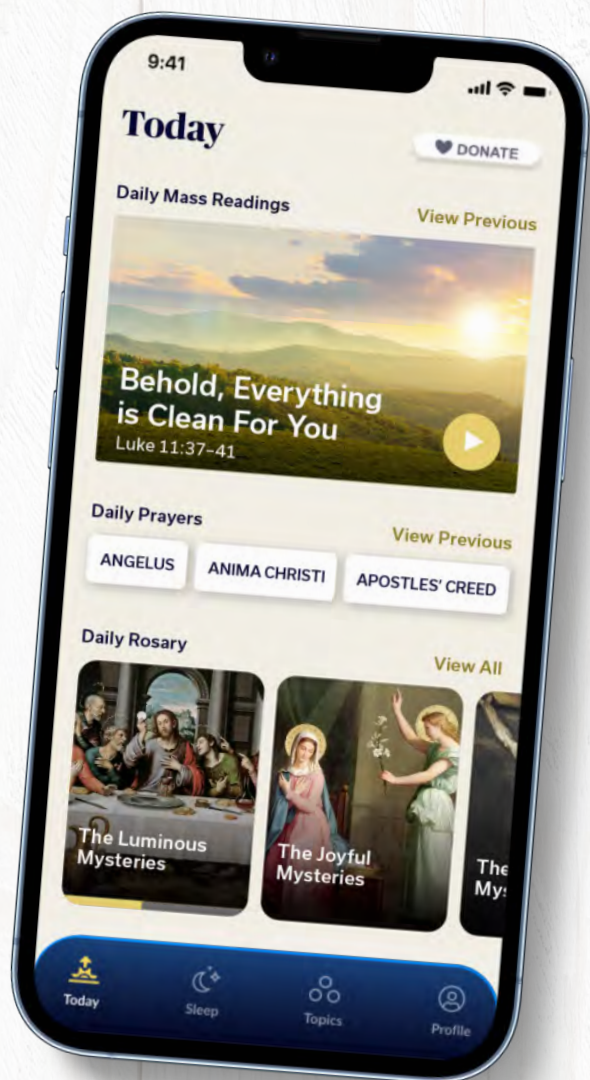 9:41
Today
DONATE
Daily Mass Readings
View Previous
Behold, Everything
is Clean For You
Luke 11:37–41
Daily Prayers
View Previous
ANGELUS
ANIMA CHRISTI
APOSTLES' CREED
Daily Rosary
View All
The Luminous
Mysteries
The Joyful
Mysteries
The
Today
Sleep
Topics
Profile